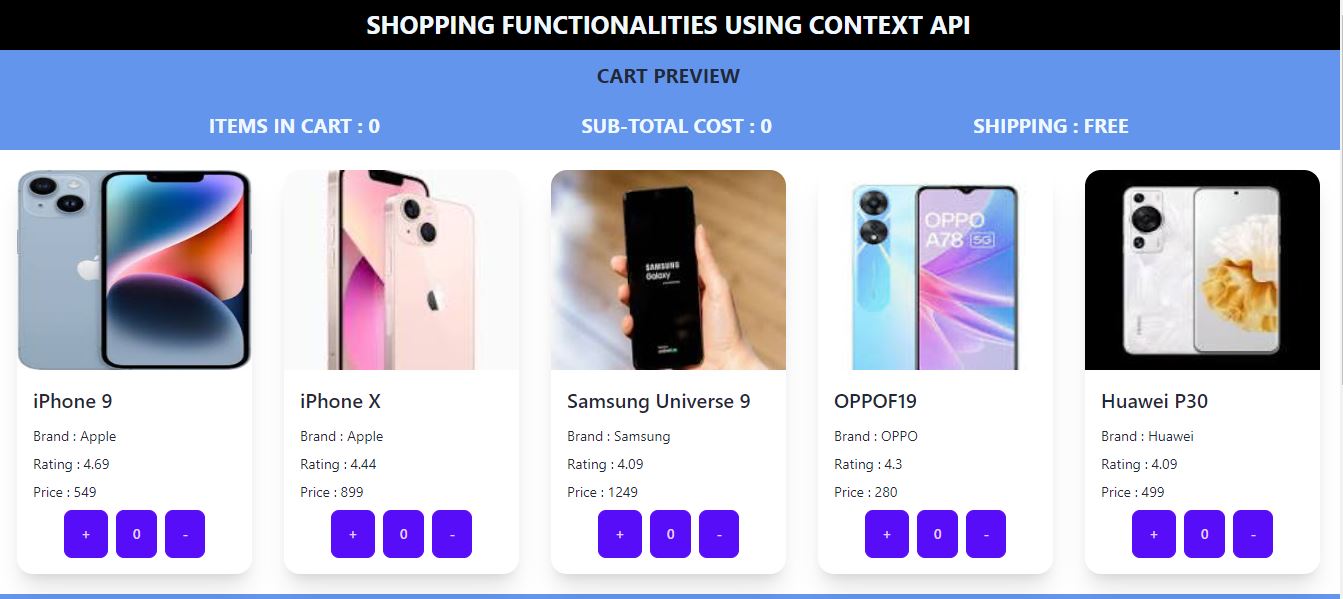 SHOPPING FUNCTIONALITIES USING CONTEXT API
CART PREVIEW
ITEMS IN CART : 0 SUB-TOTAL COST : 0 SHIPPING : FREE
SAMSUNG
Galaxy
OPPO
A78 5G
iPhone 9
Brand : Apple
Rating : 4.69
Price : 549
+ 0 -
iPhone X
Brand : Apple
Rating : 4.44
Price : 899
+ 0 -
Samsung Universe 9
Brand : Samsung
Rating : 4.09
Price : 1249
+ 0 -
OPPOF19
Brand : OPPO
Rating : 4.3
Price : 280
+ 0 -
Huawei P30
Brand : Huawei
Rating : 4.09
Price : 499
+ 0 -